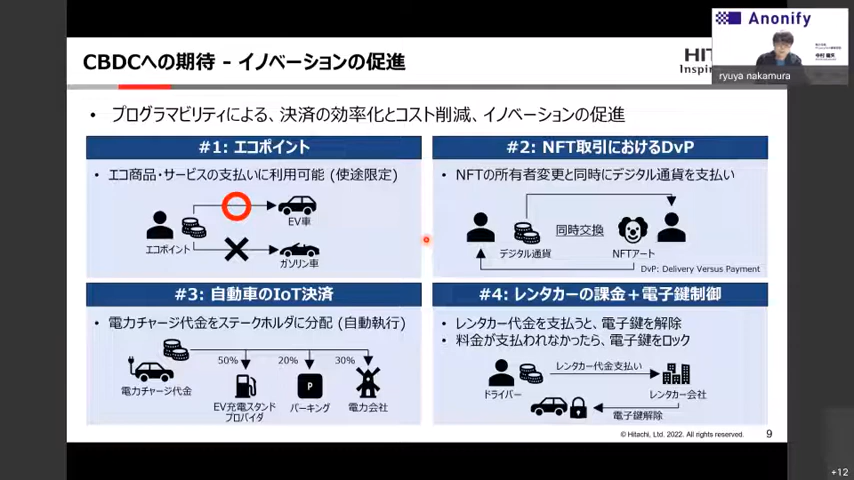 Anonify
ryuya nakamura
CBDCへの期待 - イノベーションの促進
HIT
Inspir
• プログラマビリティによる、決済の効率化とコスト削減、イノベーションの促進
#1: エコポイント
• エコ商品・サービスの支払いに利用可能 (使途限定)
EV車
エコポイント
ガソリン車
#2: NFT取引におけるDvP
• NFTの所有者変更と同時にデジタル通貨を支払い
同時交換
デジタル通貨
NFTアート
DvP: Delivery Versus Payment
#3: 自動車のIoT決済
• 電力チャージ代金をステークホルダに分配 (自動執行)
50%
20%
30%
P
電力チャージ代金
EV充電スタンド
プロバイダ
パーキング
電力会社
#4: レンタカーの課金+電子鍵制御
• レンタカー代金を支払うと、電子鍵を解除
• 料金が支払われなかったら、電子鍵をロック
レンタカー代金支払い
ドライバー
レンタカー会社
電子鍵解除
© Hitachi, Ltd. 2022. All rights reserved.
9
+12